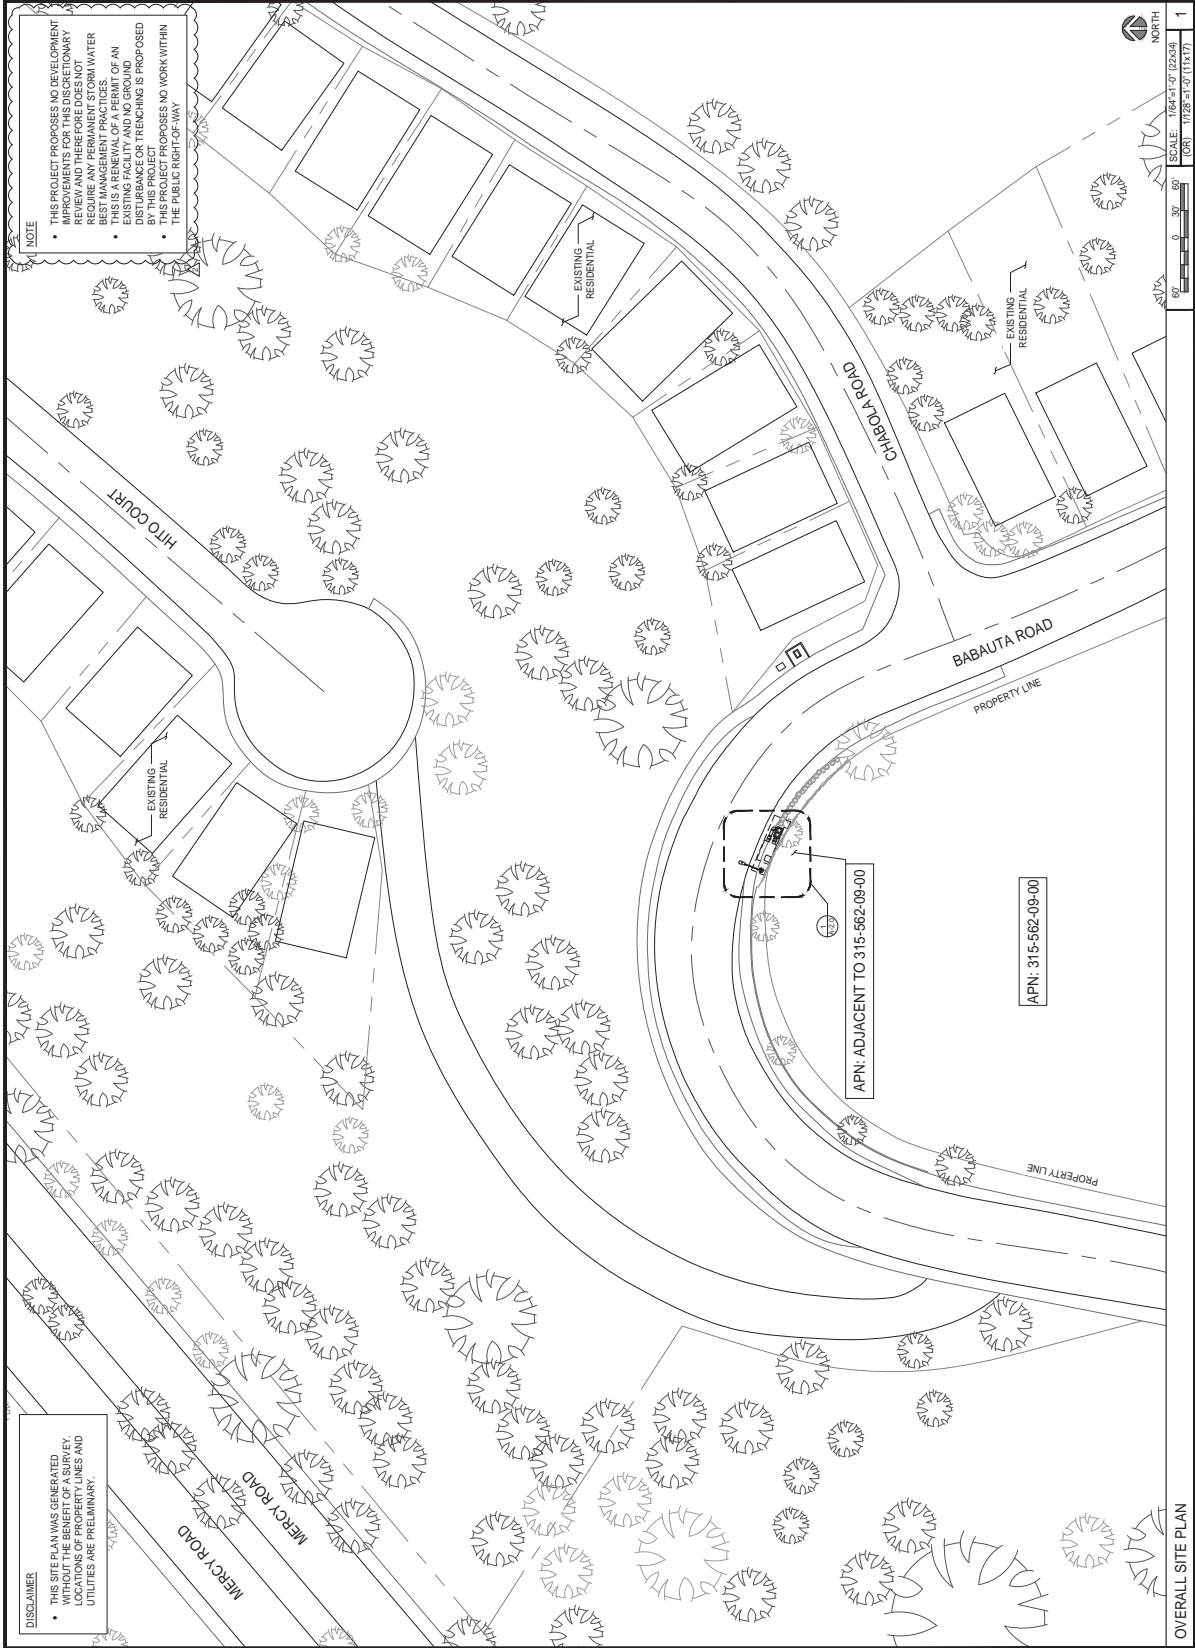 DISCLAIMER
• THIS SITE PLAN WAS GENERATED
WITHOUT THE BENEFIT OF A SURVEY.
LOCATIONS OF PROPERTY LINES AND
UTILITIES ARE PRELIMINARY.
NOTE
• THIS PROJECT PROPOSES NO DEVELOPMENT
IMPROVEMENTS FOR THIS DISCRETIONARY
REVIEW AND THEREFORE DOES NOT
REQUIRE ANY PERMANENT STORM WATER
BEST MANAGEMENT PRACTICES.
• THIS IS A RENEWAL OF A PERMIT OF AN
EXISTING FACILITY AND NO GROUND
DISTURBANCE OR TRENCHING IS PROPOSED
BY THIS PROJECT
• THIS PROJECT PROPOSES NO WORK WITHIN
THE PUBLIC RIGHT-OF-WAY
MERCY ROAD
MERCY ROAD
HITO COURT
EXISTING
RESIDENTIAL
EXISTING
RESIDENTIAL
CHABOLA ROAD
EXISTING
RESIDENTIAL
BABAUTA ROAD
PROPERTY LINE
PROPERTY LINE
1
A-2.0
APN: ADJACENT TO 315-562-09-00
APN: 315-562-09-00
NORTH
OVERALL SITE PLAN
60' 30' 0 60'
SCALE: 1/64"=1'-0" (22x34)
(OR) 1/128"=1'-0" (11x17)
1